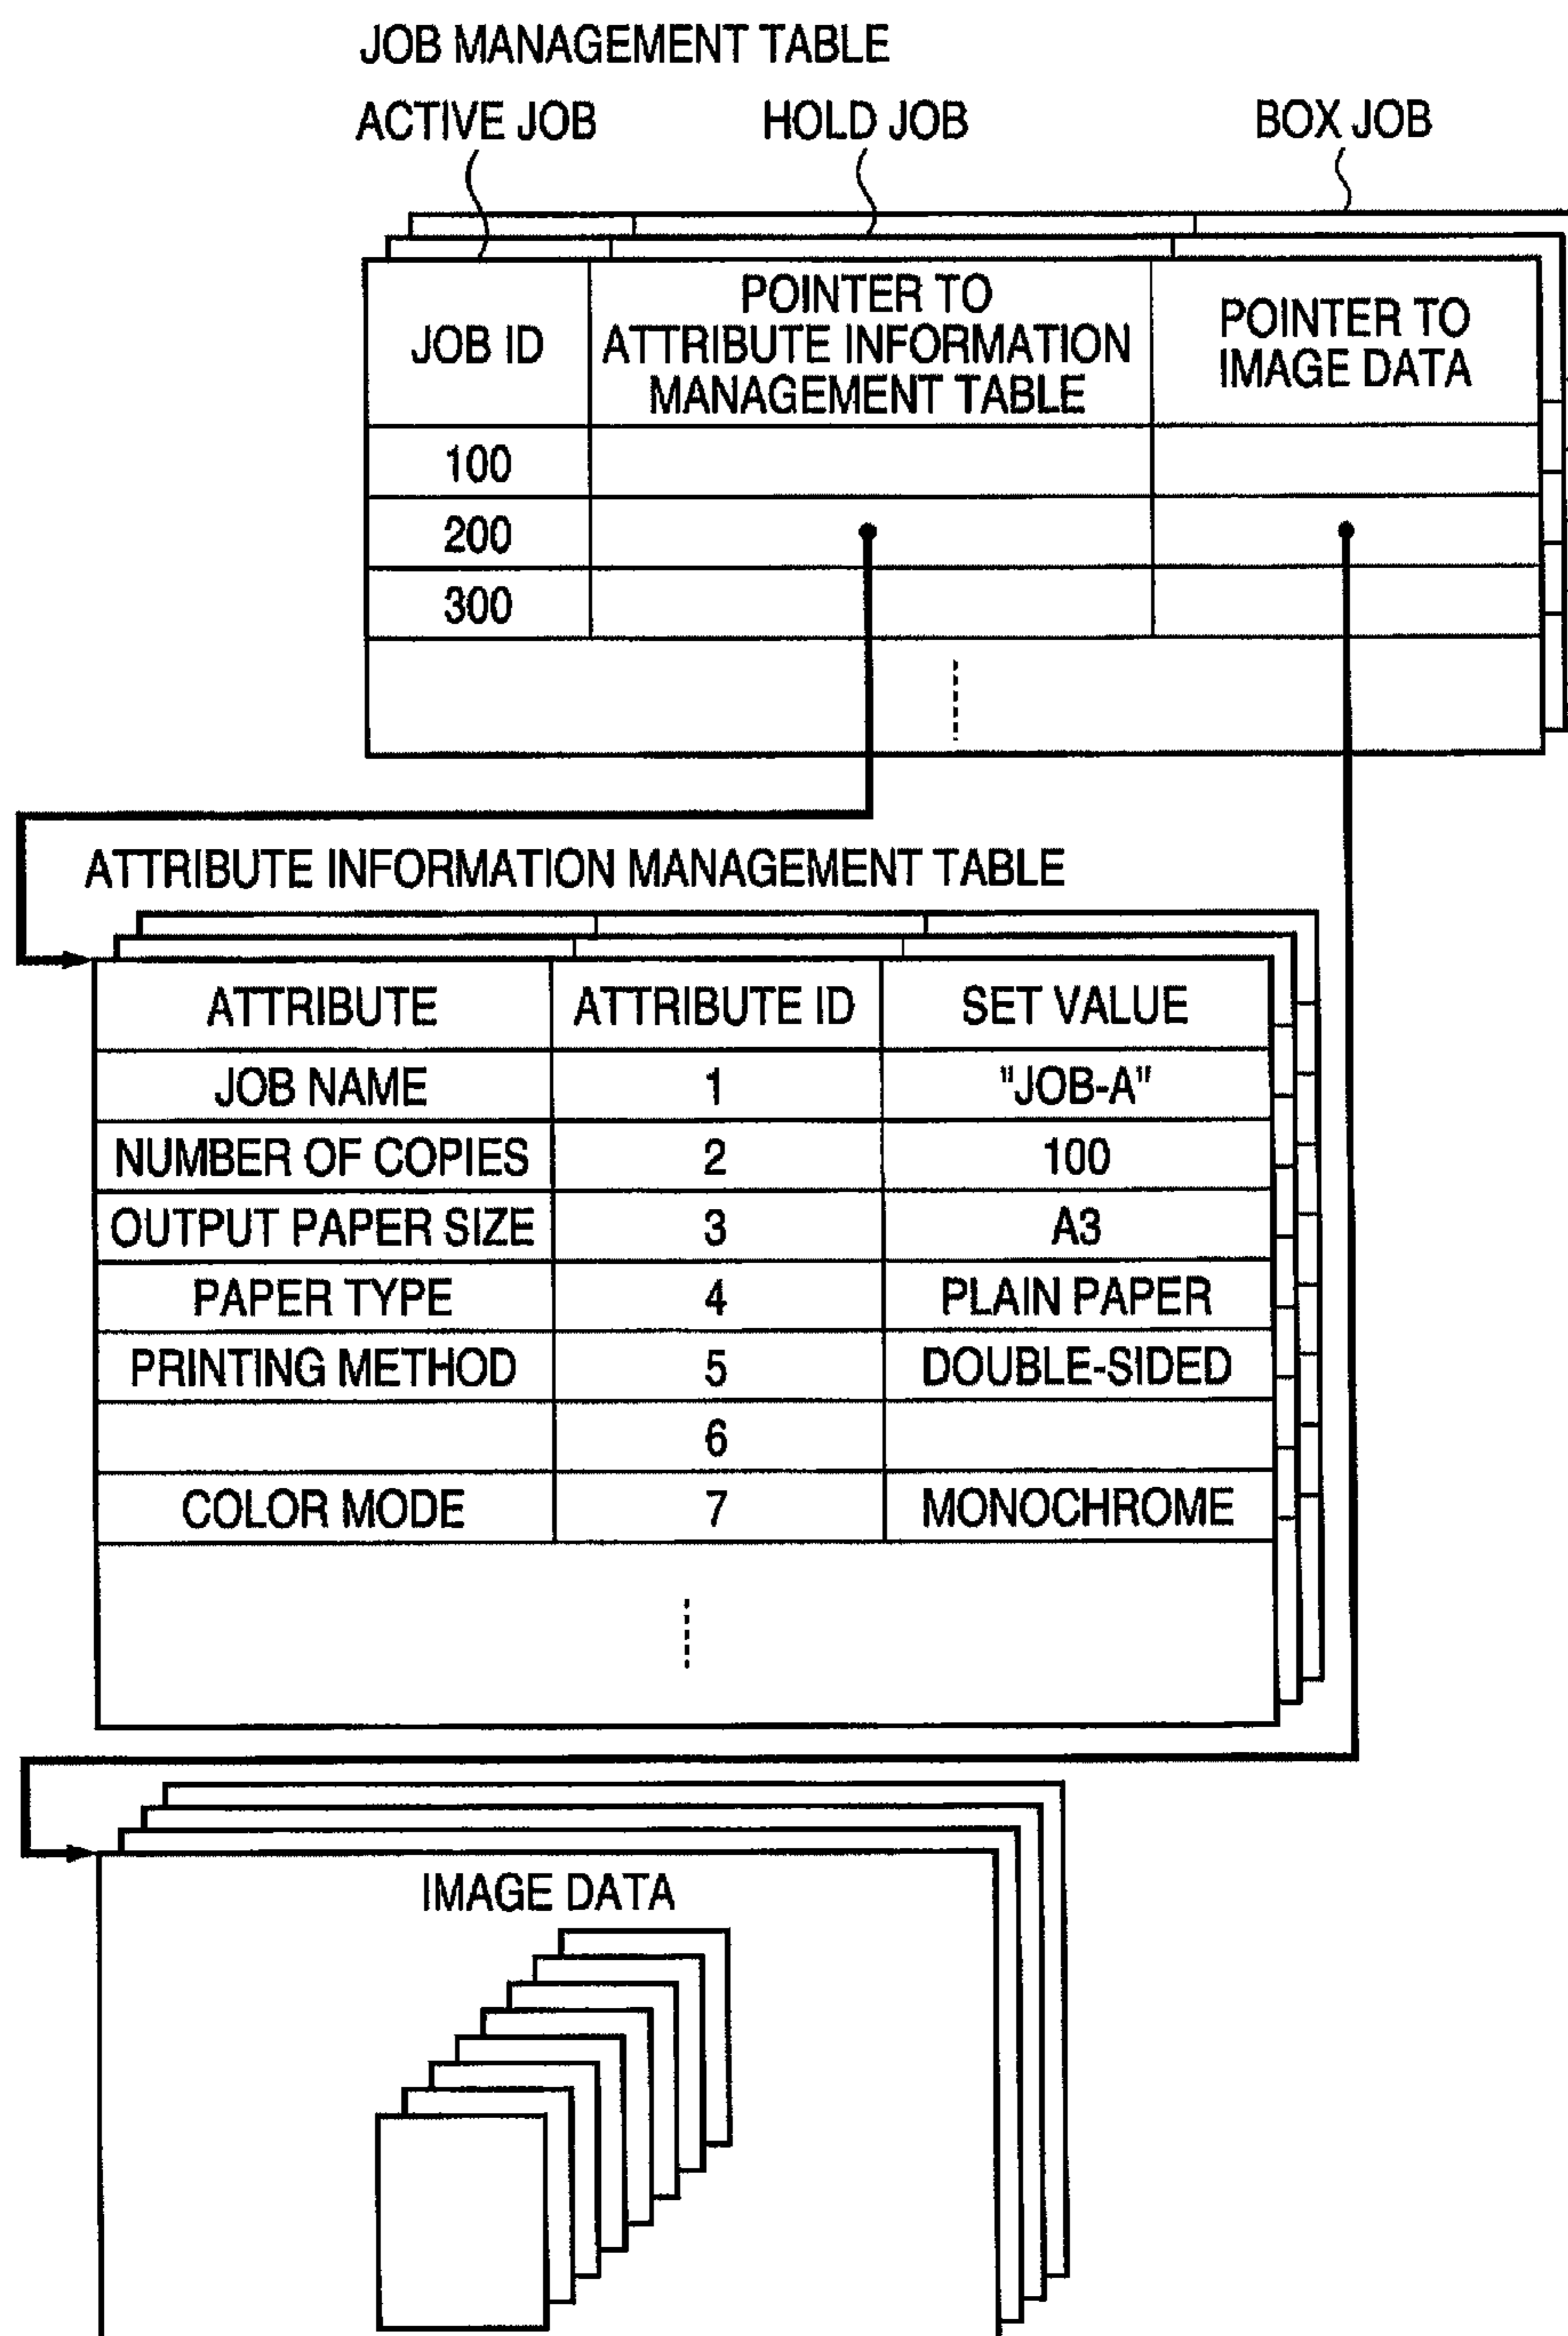 JOB MANAGEMENT TABLE
ACTIVE JOB HOLD JOB BOX JOB
JOB ID
POINTER TO
ATTRIBUTE INFORMATION
MANAGEMENT TABLE
POINTER TO
IMAGE DATA
100
200
300
ATTRIBUTE INFORMATION MANAGEMENT TABLE
ATTRIBUTE ATTRIBUTE ID SET VALUE
JOB NAME 1 "JOB-A"
NUMBER OF COPIES 2 100
OUTPUT PAPER SIZE 3 A3
PAPER TYPE 4 PLAIN PAPER
PRINTING METHOD 5 DOUBLE-SIDED
6
COLOR MODE 7 MONOCHROME
IMAGE DATA